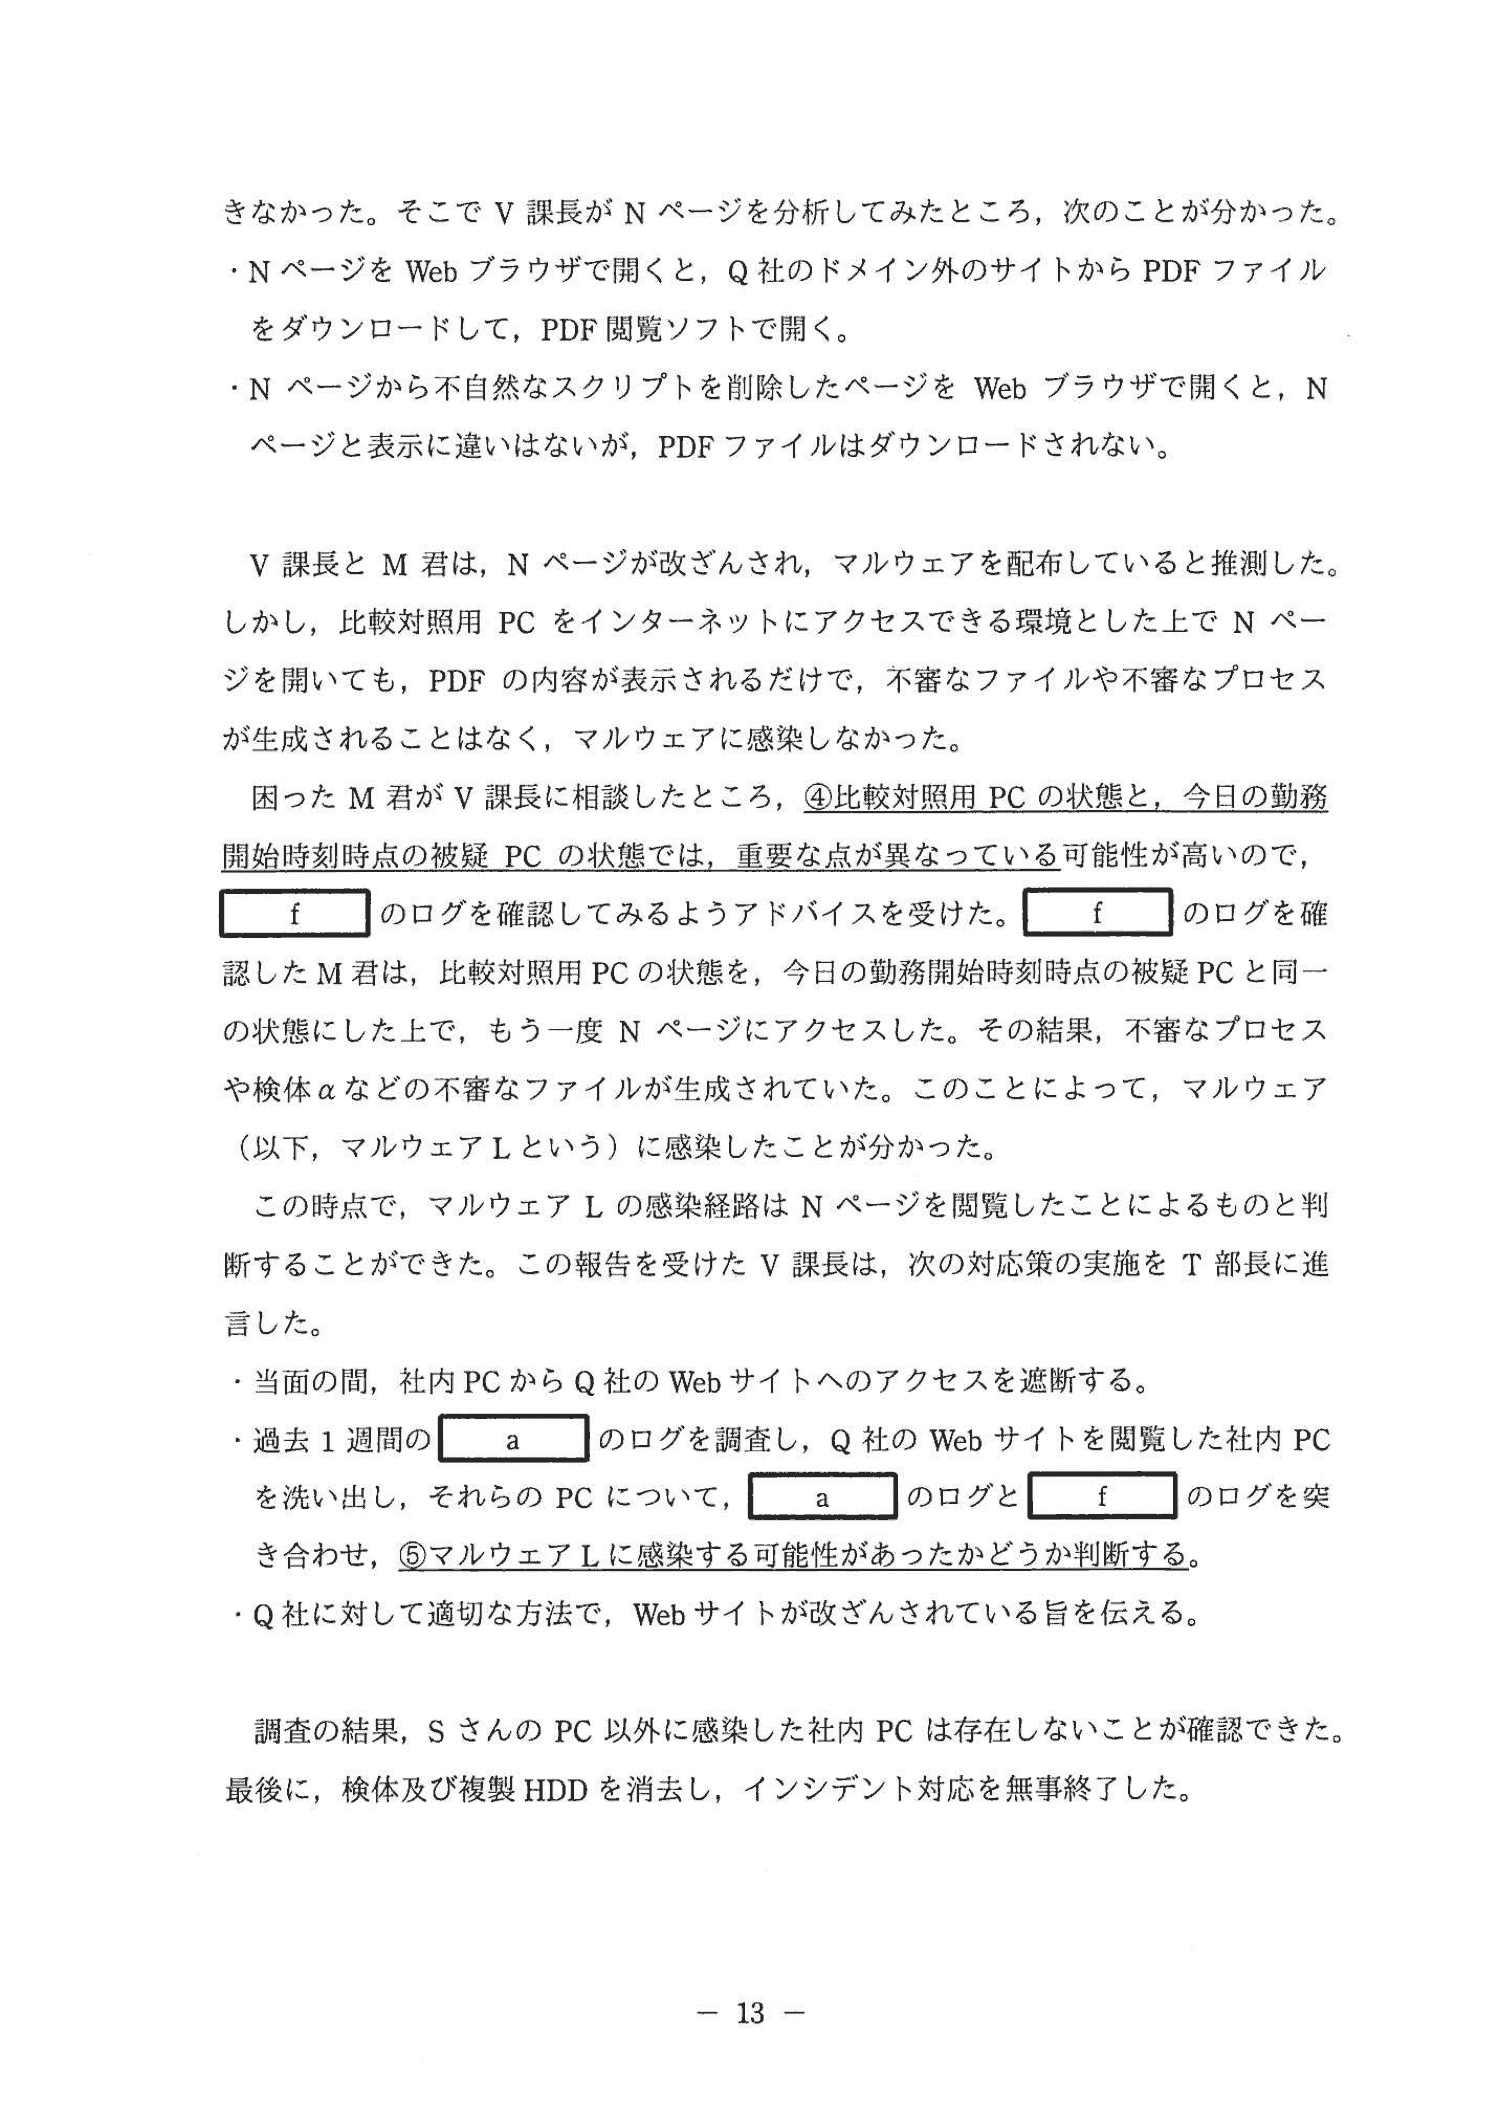 きなかった。そこで V 課長が N ページを分析してみたところ，次のことが分かった。
・N ページを Web ブラウザで開くと，Q 社のドメイン外のサイトから PDF ファイル
をダウンロードして，PDF 閲覧ソフトで開く。
・N ページから不自然なスクリプトを削除したページを Web ブラウザで開くと，N
ページと表示に違いはないが，PDF ファイルはダウンロードされない。
V 課長と M 君は，N ページが改ざんされ，マルウェアを配布していると推測した。
しかし，比較対照用 PC をインターネットにアクセスできる環境とした上で N ペー
ジを開いても，PDF の内容が表示されるだけで，不審なファイルや不審なプロセス
が生成されることはなく，マルウェアに感染しなかった。
困った M 君が V 課長に相談したところ，④比較対照用 PC の状態と，今日の勤務
開始時刻時点の被疑 PC の状態では，重要な点が異なっている可能性が高いので，
f のログを確認してみるようアドバイスを受けた。 f のログを確
認した M 君は，比較対照用 PC の状態を，今日の勤務開始時刻時点の被疑 PC と同一
の状態にした上で，もう一度 N ページにアクセスした。その結果，不審なプロセス
や検体αなどの不審なファイルが生成されていた。このことによって，マルウェア
（以下，マルウェア L という）に感染したことが分かった。
この時点で，マルウェア L の感染経路は N ページを閲覧したことによるものと判
断することができた。この報告を受けた V 課長は，次の対応策の実施を T 部長に進
言した。
・当面の間，社内 PC から Q 社の Web サイトへのアクセスを遮断する。
・過去 1 週間の a のログを調査し，Q 社の Web サイトを閲覧した社内 PC
を洗い出し，それらの PC について， a のログと f のログを突
き合わせ，⑤マルウェア L に感染する可能性があったかどうか判断する。
・Q 社に対して適切な方法で，Web サイトが改ざんされている旨を伝える。
調査の結果，S さんの PC 以外に感染した社内 PC は存在しないことが確認できた。
最後に，検体及び複製 HDD を消去し，インシデント対応を無事終了した。
－ 13 －